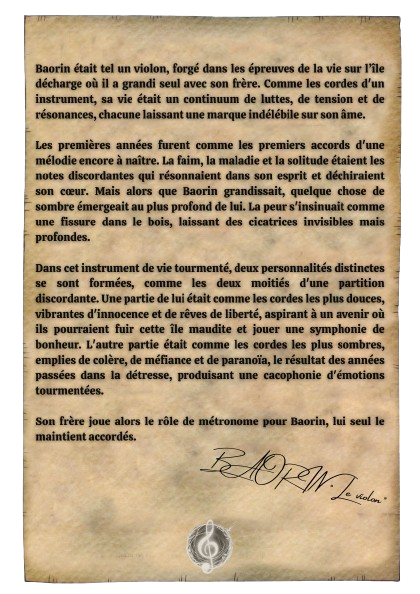 Baorin était tel un violon, forgé dans les épreuves de la vie sur l'île
décharge où il a grandi seul avec son frère. Comme les cordes d'un
instrument, sa vie était un continuum de luttes, de tension et de
résonances, chacune laissant une marque indélébile sur son âme.
Les premières années furent comme les premiers accords d'une
mélodie encore à naître. La faim, la maladie et la solitude étaient les
notes discordantes qui résonnaient dans son esprit et déchiraient
son cœur. Mais alors que Baorin grandissait, quelque chose de
sombre émergeait au plus profond de lui. La peur s'insinuait comme
une fissure dans le bois, laissant des cicatrices invisibles mais
profondes.
Dans cet instrument de vie tourmenté, deux personnalités distinctes
se sont formées, comme les deux moitiés d'une partition
discordante. Une partie de lui était comme les cordes les plus douces,
vibrantes d'innocence et de rêves de liberté, aspirant à un avenir où
ils pourraient fuir cette île maudite et jouer une symphonie de
bonheur. L'autre partie était comme les cordes les plus sombres,
emplies de colère, de méfiance et de paranoïa, le résultat des années
passées dans la détresse, produisant une cacophonie d'émotions
tourmentées.
Son frère joue alors le rôle de métronome pour Baorin, lui seul le
maintient accordés.
BAORIN "Le violon"